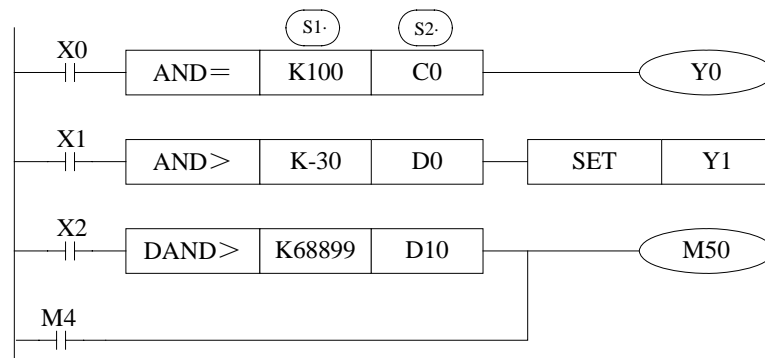 S1· S2·
X0 AND＝ K100 C0 Y0
X1 AND＞ K-30 D0 SET Y1
X2 DAND＞ K68899 D10 M50
M4